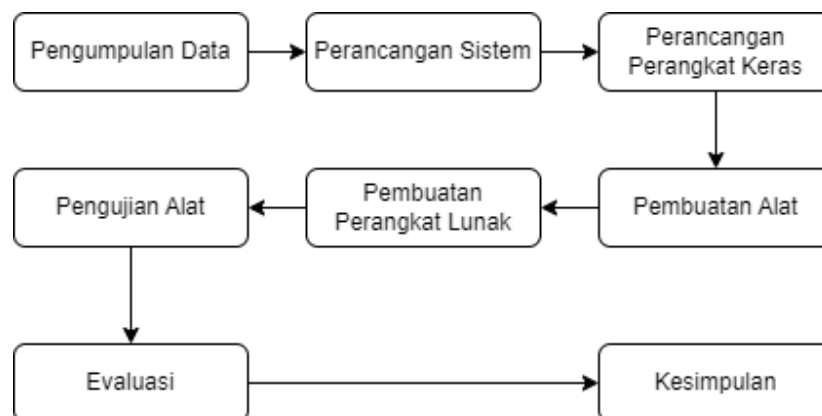 Pengumpulan Data
Perancangan Sistem
Perancangan
Perangkat Keras
Pengujian Alat
Pembuatan
Perangkat Lunak
Pembuatan Alat
Evaluasi
Kesimpulan